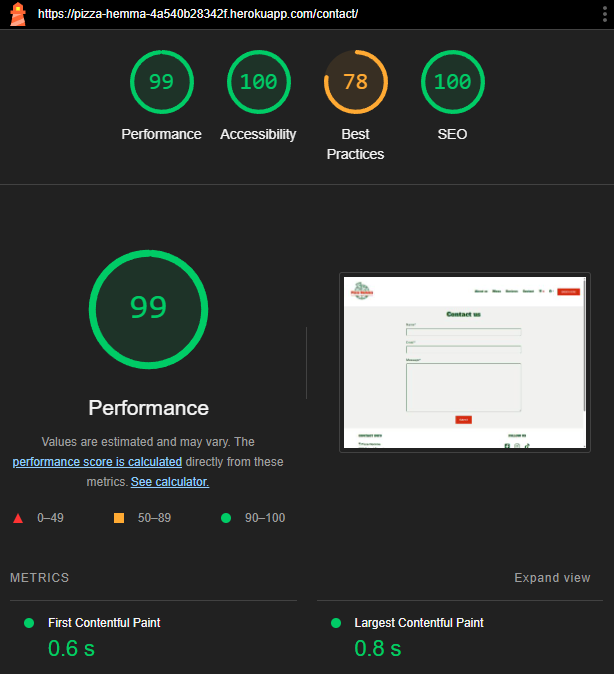 https://pizza-hemma-4a540b28342f.herokuapp.com/contact/
99
100
78
100
Performance
Accessibility
Best
Practices
SEO
99
Performance
Values are estimated and may vary. The
performance score is calculated directly from these
metrics. See calculator.
0–49
50–89
90–100
Contact us
METRICS
Expand view
First Contentful Paint
0.6 s
Largest Contentful Paint
0.8 s